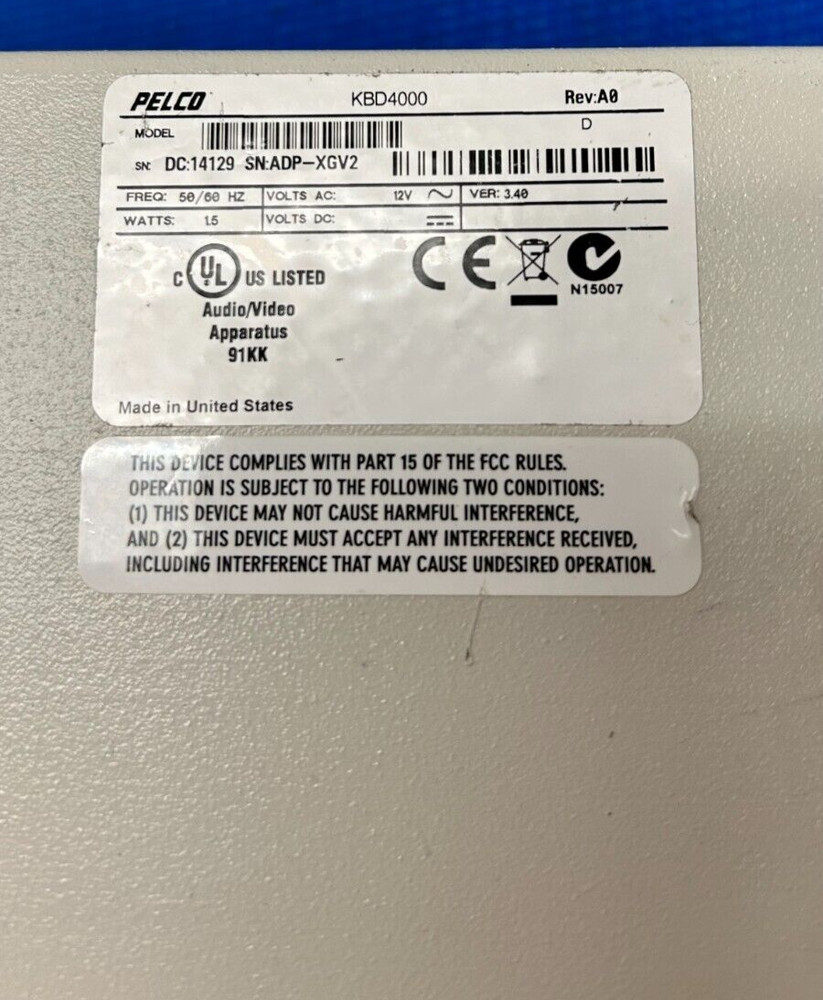 PELCO KBD4000 Rev:A0
MODEL D
SN: DC:14129 SN:ADP-XGV2
FREQ: 50/60 HZ VOLTS AC: 12V VER: 3.40
WATTS: 1.5 VOLTS DC:
C UL US LISTED
Audio/Video
Apparatus
91KK
CE
N15007
Made in United States
THIS DEVICE COMPLIES WITH PART 15 OF THE FCC RULES.
OPERATION IS SUBJECT TO THE FOLLOWING TWO CONDITIONS:
(1) THIS DEVICE MAY NOT CAUSE HARMFUL INTERFERENCE,
AND (2) THIS DEVICE MUST ACCEPT ANY INTERFERENCE RECEIVED,
INCLUDING INTERFERENCE THAT MAY CAUSE UNDESIRED OPERATION.